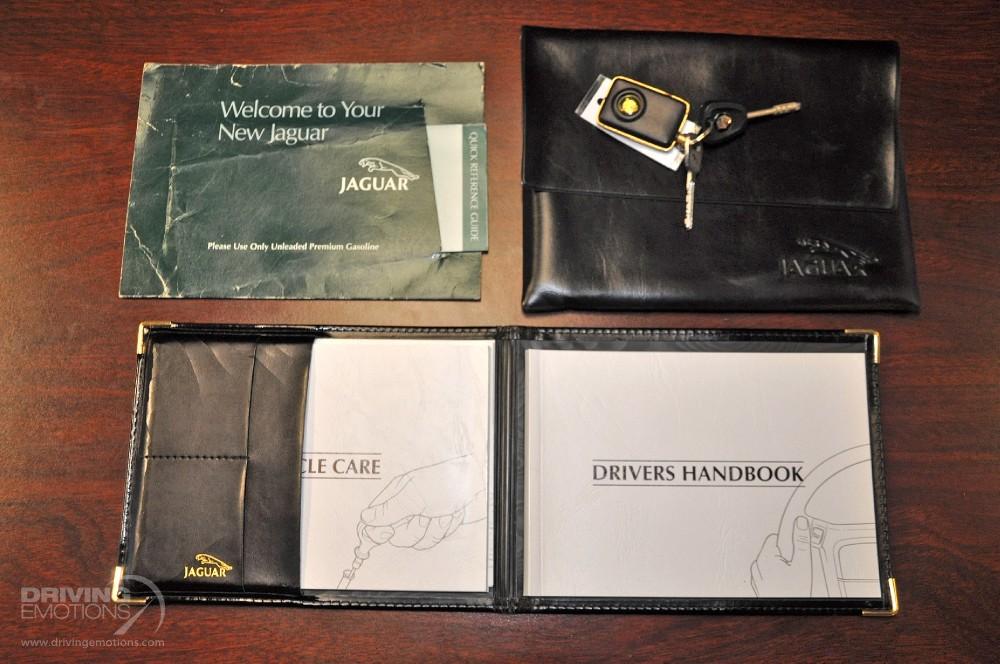 Welcome to Your
New Jaguar
JAGUAR
QUICK REFERENCE GUIDE
Please Use Only Unleaded Premium Gasoline
JAGUAR
CLE CARE
DRIVERS HANDBOOK
JAGUAR
DRIVING
EMOTIONS
www.drivingemotions.com